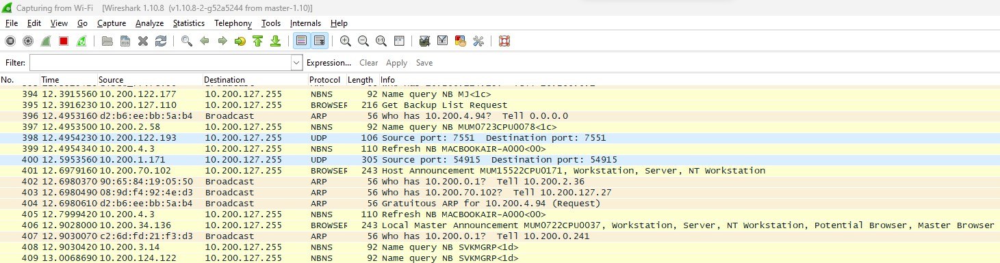 Capturing from Wi-Fi [Wireshark 1.10.8 (v1.10.8-2-g52a5244 from master-1.10)]
File Edit View Go Capture Analyze Statistics Telephony Tools Internals Help
Filter: Expression... Clear Apply Save
No. Time Source Destination Protocol Length Info
394 12.3915560 10.200.122.177 10.200.127.255 NBNS 92 Name query NB MJ<1c>
395 12.3916230 10.200.127.110 10.200.127.255 BROWSER 216 Get Backup List Request
396 12.4953160 d2:b6:ee:bb:5a:b4 Broadcast ARP 56 Who has 10.200.4.94? Tell 0.0.0.0
397 12.4953500 10.200.2.58 10.200.127.255 NBNS 92 Name query NB MUM0723CPU0078<1c>
398 12.4954230 10.200.122.193 10.200.127.255 UDP 106 Source port: 7551 Destination port: 7551
399 12.4954340 10.200.4.3 10.200.127.255 NBNS 110 Refresh NB MACBOOKAIR-A000<00>
400 12.5953560 10.200.1.171 10.200.127.255 UDP 305 Source port: 54915 Destination port: 54915
401 12.6979160 10.200.70.102 10.200.127.255 BROWSER 243 Host Announcement MUM15522CPU0171, Workstation, Server, NT Workstation
402 12.6980370 90:65:84:19:05:50 Broadcast ARP 56 Who has 10.200.0.1? Tell 10.200.2.36
403 12.6980490 08:9d:f4:92:4e:d3 Broadcast ARP 56 Who has 10.200.70.102? Tell 10.200.127.27
404 12.6980610 d2:b6:ee:bb:5a:b4 Broadcast ARP 56 Gratuitous ARP for 10.200.4.94 (Request)
405 12.7999420 10.200.4.3 10.200.127.255 NBNS 110 Refresh NB MACBOOKAIR-A000<00>
406 12.9028000 10.200.34.136 10.200.127.255 BROWSER 243 Local Master Announcement MUM0722CPU0037, Workstation, Server, NT Workstation, Potential Browser, Master Browser
407 12.9030070 c2:6d:fd:21:f3:d3 Broadcast ARP 56 Who has 10.200.0.1? Tell 10.200.0.241
408 12.9030420 10.200.3.14 10.200.127.255 NBNS 92 Name query NB SVKMGRP<1d>
409 13.0068690 10.200.124.122 10.200.127.255 NBNS 92 Name query NB SVKMGRP<1d>